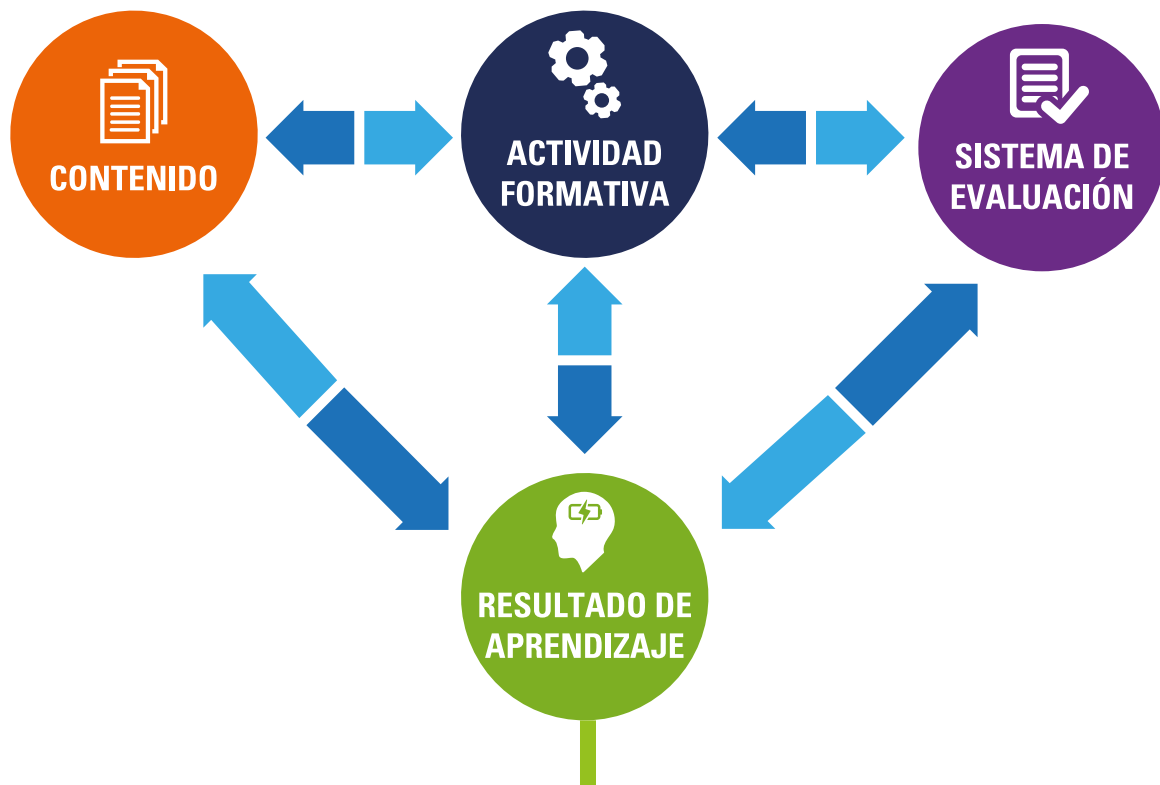 CONTENIDO
ACTIVIDAD
FORMATIVA
SISTEMA DE
EVALUACIÓN
RESULTADO DE
APRENDIZAJE